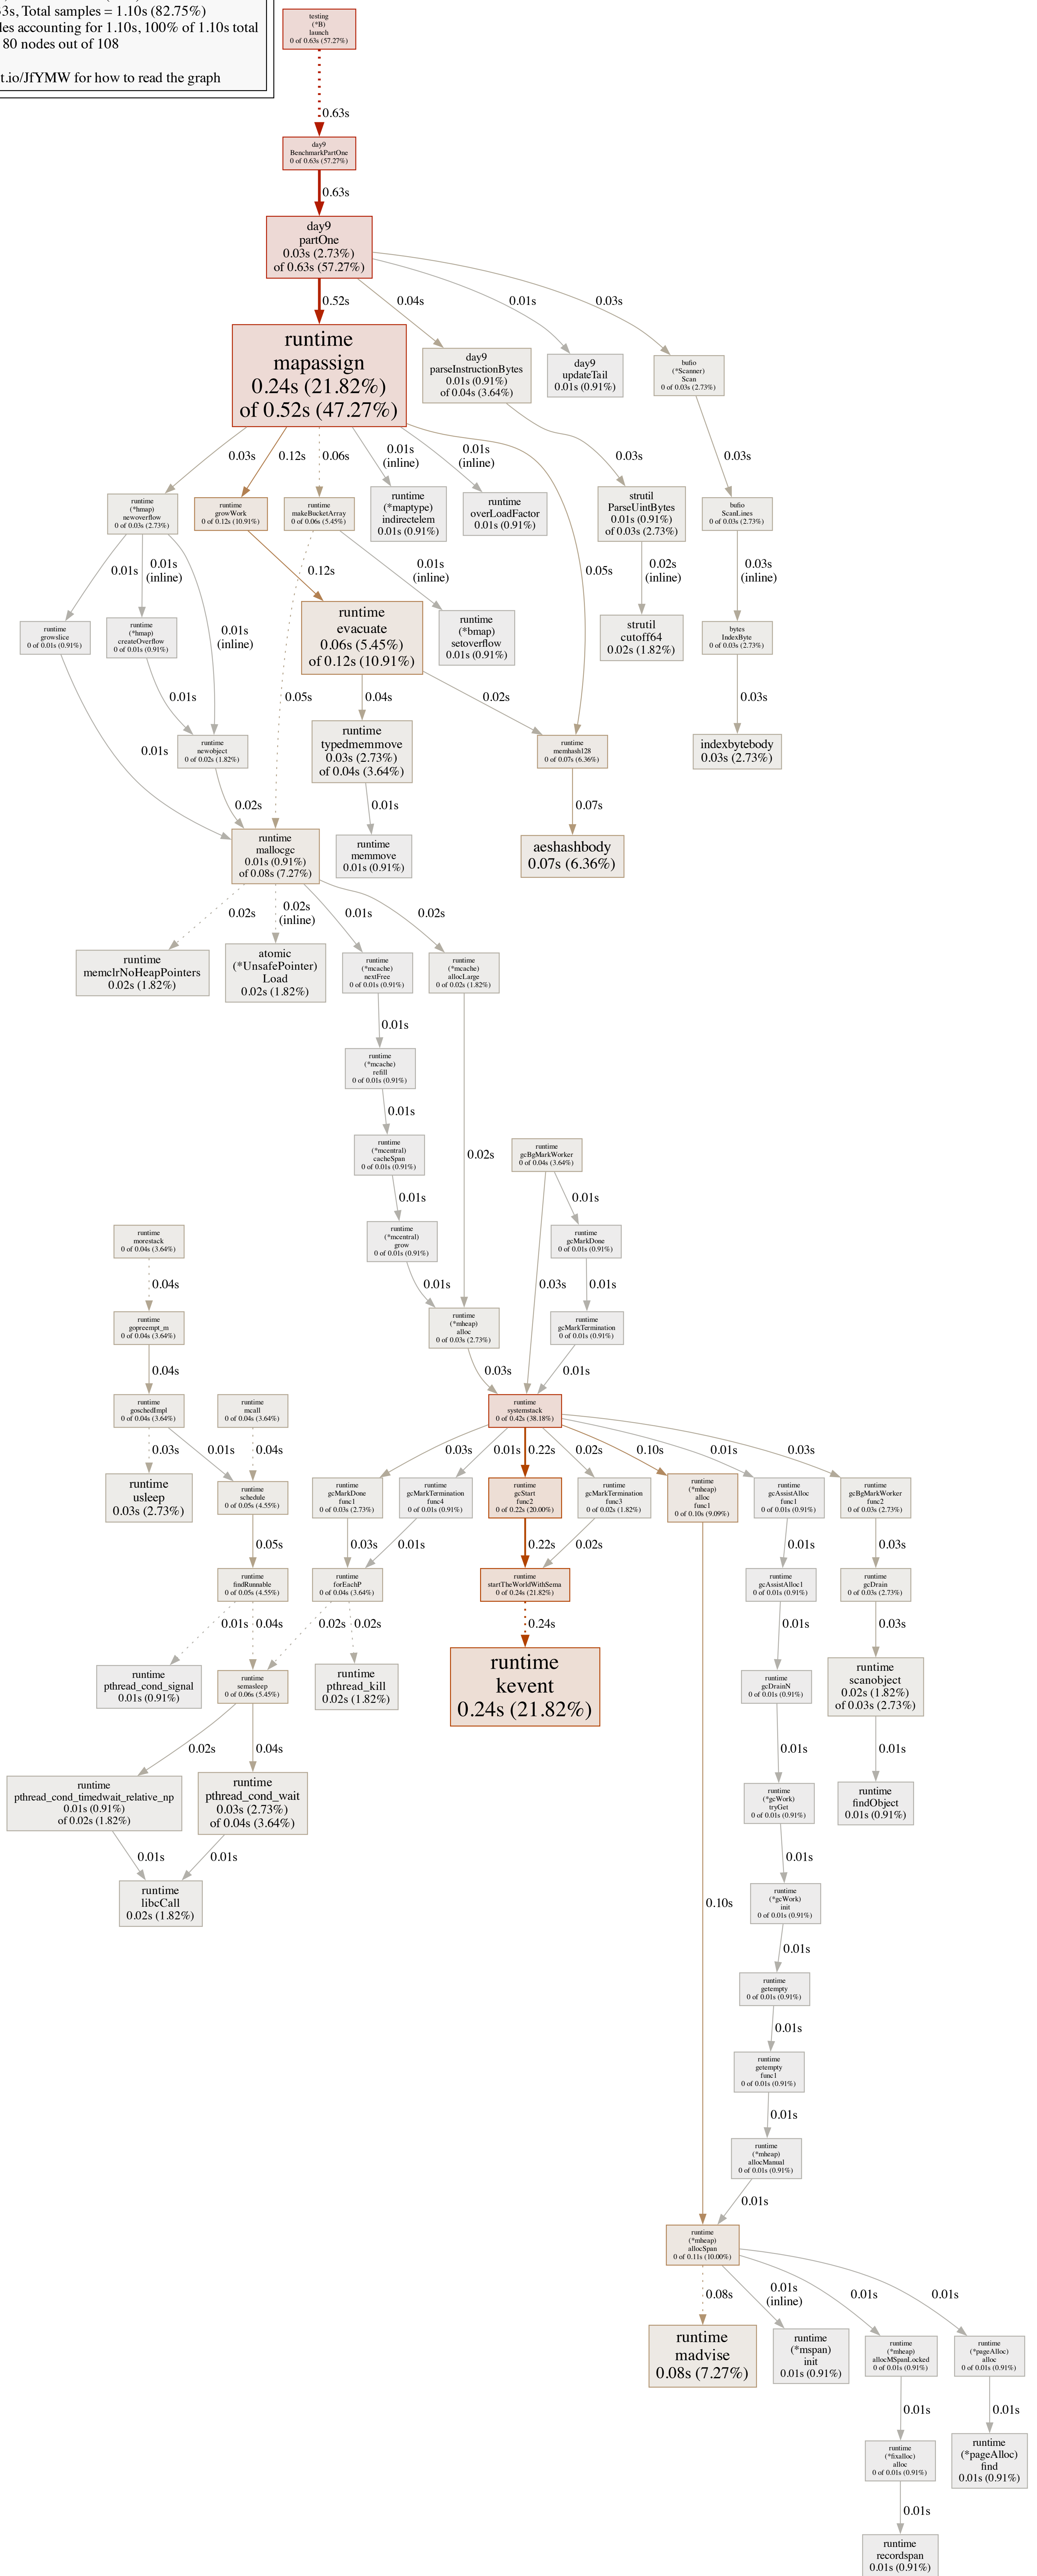 3s, Total samples = 1.10s (82.75%)
les accounting for 1.10s, 100% of 1.10s total
80 nodes out of 108
t.io/JfYMW for how to read the graph
testing
(*B)
launch
0 of 0.63s (57.27%)
0.63s
day9
BenchmarkPartOne
0 of 0.63s (57.27%)
0.63s
day9
partOne
0.03s (2.73%)
of 0.63s (57.27%)
0.52s
0.04s
0.01s
0.03s
runtime
mapassign
0.24s (21.82%)
of 0.52s (47.27%)
day9
parseInstructionBytes
0.01s (0.91%)
of 0.04s (3.64%)
day9
updateTail
0.01s (0.91%)
bufio
(*Scanner)
Scan
0 of 0.03s (2.73%)
0.03s
0.12s
0.06s
0.01s
(inline)
0.01s
(inline)
0.03s
0.03s
runtime
(*hmap)
newoverflow
0 of 0.03s (2.73%)
runtime
growWork
0 of 0.12s (10.91%)
runtime
makeBucketArray
0 of 0.06s (5.45%)
runtime
(*maptype)
indirectelem
0.01s (0.91%)
runtime
overLoadFactor
0.01s (0.91%)
strutil
ParseUintBytes
0.01s (0.91%)
of 0.03s (2.73%)
bufio
ScanLines
0 of 0.03s (2.73%)
0.01s
0.01s
(inline)
0.01s
(inline)
0.12s
0.01s
(inline)
0.05s
0.02s
(inline)
0.03s
(inline)
runtime
growslice
0 of 0.01s (0.91%)
runtime
(*hmap)
createOverflow
0 of 0.01s (0.91%)
runtime
evacuate
0.06s (5.45%)
of 0.12s (10.91%)
runtime
(*bmap)
setoverflow
0.01s (0.91%)
strutil
cutoff64
0.02s (1.82%)
bytes
IndexByte
0 of 0.03s (2.73%)
0.01s
0.01s
0.05s
0.04s
0.02s
0.03s
runtime
newobject
0 of 0.02s (1.82%)
runtime
typedmemmove
0.03s (2.73%)
of 0.04s (3.64%)
runtime
memhash128
0 of 0.07s (6.36%)
indexbytebody
0.03s (2.73%)
0.02s
0.01s
0.07s
runtime
mallocgc
0.01s (0.91%)
of 0.08s (7.27%)
runtime
memmove
0.01s (0.91%)
aeshashbody
0.07s (6.36%)
0.02s
0.02s
(inline)
0.01s
0.02s
runtime
memclrNoHeapPointers
0.02s (1.82%)
atomic
(*UnsafePointer)
Load
0.02s (1.82%)
runtime
(*mcache)
nextFree
0 of 0.01s (0.91%)
runtime
(*mcache)
allocLarge
0 of 0.02s (1.82%)
0.01s
runtime
(*mcache)
refill
0 of 0.01s (0.91%)
0.01s
runtime
(*mcentral)
cacheSpan
0 of 0.01s (0.91%)
0.02s
runtime
gcBgMarkWorker
0 of 0.04s (3.64%)
0.01s
0.01s
runtime
morestack
0 of 0.04s (3.64%)
runtime
(*mcentral)
grow
0 of 0.01s (0.91%)
runtime
gcMarkDone
0 of 0.01s (0.91%)
0.04s
0.01s
0.03s
0.01s
runtime
gopreempt_m
0 of 0.04s (3.64%)
runtime
(*mheap)
alloc
0 of 0.03s (2.73%)
runtime
gcMarkTermination
0 of 0.01s (0.91%)
0.04s
0.03s
0.01s
runtime
goschedImpl
0 of 0.04s (3.64%)
runtime
mcall
0 of 0.04s (3.64%)
runtime
systemstack
0 of 0.42s (38.18%)
0.03s
0.01s
0.04s
0.03s
0.01s
0.22s
0.02s
0.10s
0.01s
0.03s
runtime
usleep
0.03s (2.73%)
runtime
schedule
0 of 0.05s (4.55%)
runtime
gcMarkDone
func1
0 of 0.03s (2.73%)
runtime
gcMarkTermination
func4
0 of 0.01s (0.91%)
runtime
gcStart
func2
0 of 0.22s (20.00%)
runtime
gcMarkTermination
func3
0 of 0.02s (1.82%)
runtime
(*mheap)
alloc
func1
0 of 0.10s (9.09%)
runtime
gcAssistAlloc
func1
0 of 0.01s (0.91%)
runtime
gcBgMarkWorker
func2
0 of 0.03s (2.73%)
0.05s
0.03s
0.01s
0.22s
0.02s
0.01s
0.03s
runtime
findRunnable
0 of 0.05s (4.55%)
runtime
forEachP
0 of 0.04s (3.64%)
runtime
startTheWorldWithSema
0 of 0.24s (21.82%)
runtime
gcAssistAlloc1
0 of 0.01s (0.91%)
runtime
gcDrain
0 of 0.03s (2.73%)
0.01s
0.04s
0.02s
0.02s
0.24s
0.01s
0.03s
runtime
pthread_cond_signal
0.01s (0.91%)
runtime
semasleep
0 of 0.06s (5.45%)
runtime
pthread_kill
0.02s (1.82%)
runtime
kevent
0.24s (21.82%)
runtime
gcDrainN
0 of 0.01s (0.91%)
runtime
scanobject
0.02s (1.82%)
of 0.03s (2.73%)
0.02s
0.04s
0.01s
0.01s
runtime
pthread_cond_timedwait_relative_np
0.01s (0.91%)
of 0.02s (1.82%)
runtime
pthread_cond_wait
0.03s (2.73%)
of 0.04s (3.64%)
runtime
(*gcWork)
tryGet
0 of 0.01s (0.91%)
runtime
findObject
0.01s (0.91%)
0.01s
0.01s
0.01s
runtime
libcCall
0.02s (1.82%)
0.10s
runtime
(*gcWork)
init
0 of 0.01s (0.91%)
0.01s
runtime
getempty
0 of 0.01s (0.91%)
0.01s
runtime
getempty
func1
0 of 0.01s (0.91%)
0.01s
runtime
(*mheap)
allocManual
0 of 0.01s (0.91%)
0.01s
runtime
(*mheap)
allocSpan
0 of 0.11s (10.00%)
0.08s
0.01s
(inline)
0.01s
0.01s
runtime
madvise
0.08s (7.27%)
runtime
(*mspan)
init
0.01s (0.91%)
runtime
(*mheap)
allocMSpanLocked
0 of 0.01s (0.91%)
runtime
(*pageAlloc)
alloc
0 of 0.01s (0.91%)
0.01s
0.01s
runtime
(*fixalloc)
alloc
0 of 0.01s (0.91%)
runtime
(*pageAlloc)
find
0.01s (0.91%)
0.01s
runtime
recordspan
0.01s (0.91%)